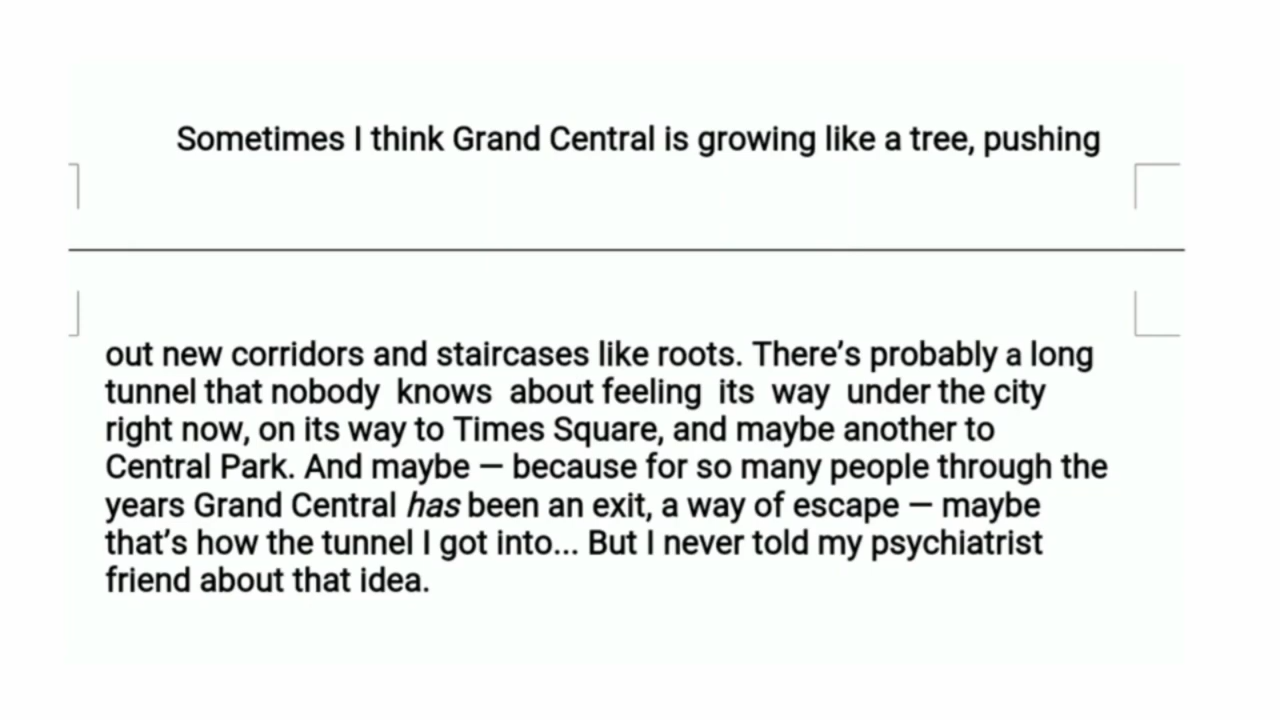 Sometimes I think Grand Central is growing like a tree, pushing
out new corridors and staircases like roots. There’s probably a long
tunnel that nobody knows about feeling its way under the city
right now, on its way to Times Square, and maybe another to
Central Park. And maybe — because for so many people through the
years Grand Central has been an exit, a way of escape — maybe
that’s how the tunnel I got into... But I never told my psychiatrist
friend about that idea.